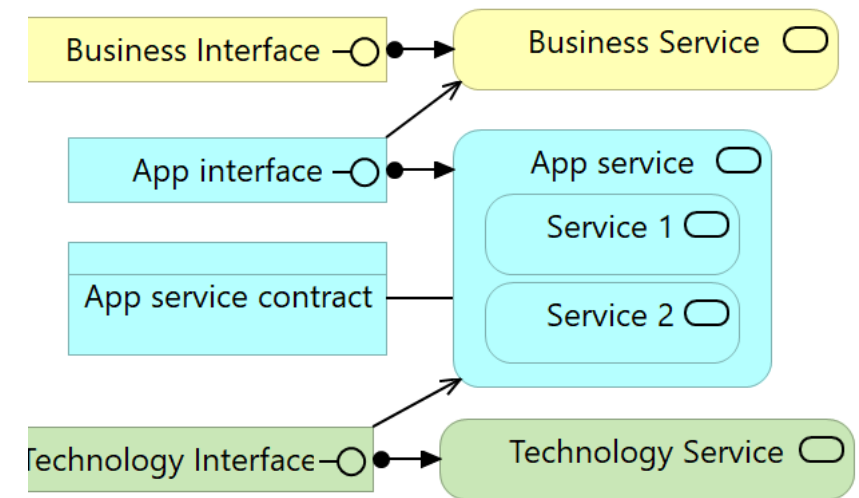 Business Interface
Business Service
App interface
App service
Service 1
App service contract
Service 2
Technology Interface
Technology Service